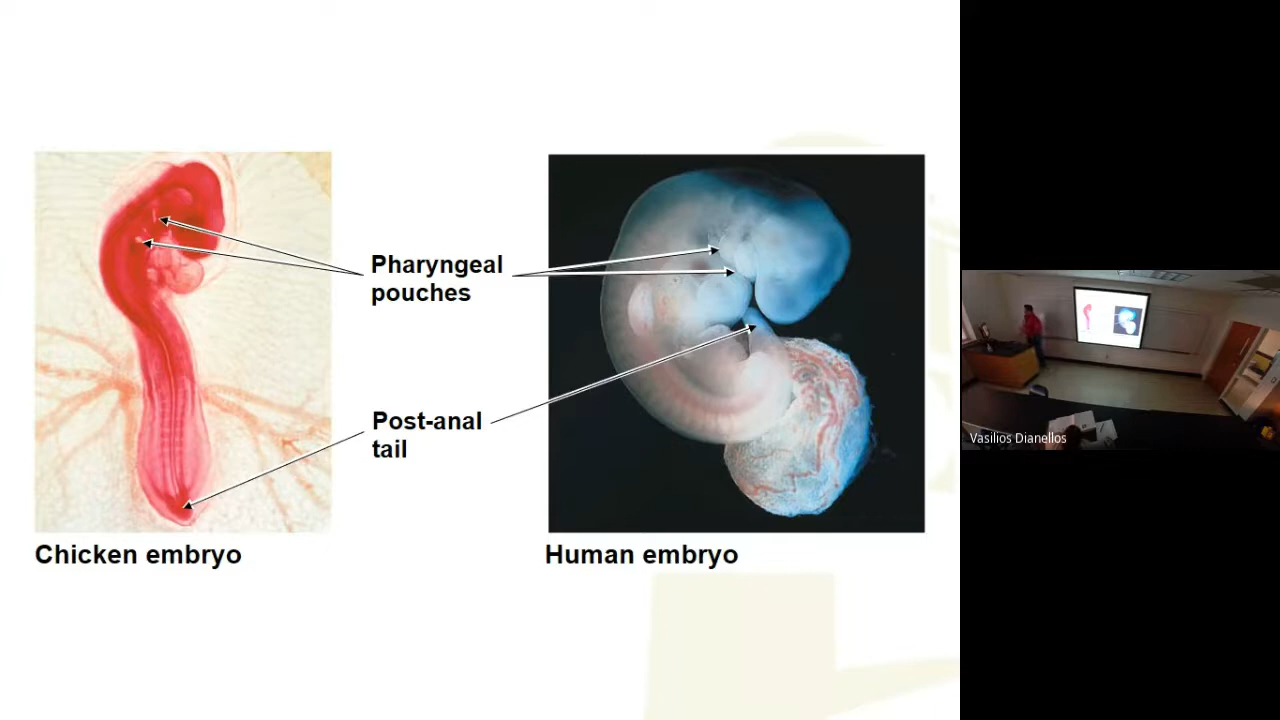 Pharyngeal
pouches
Post-anal
tail
Chicken embryo
Human embryo
Vasilios Dianellos